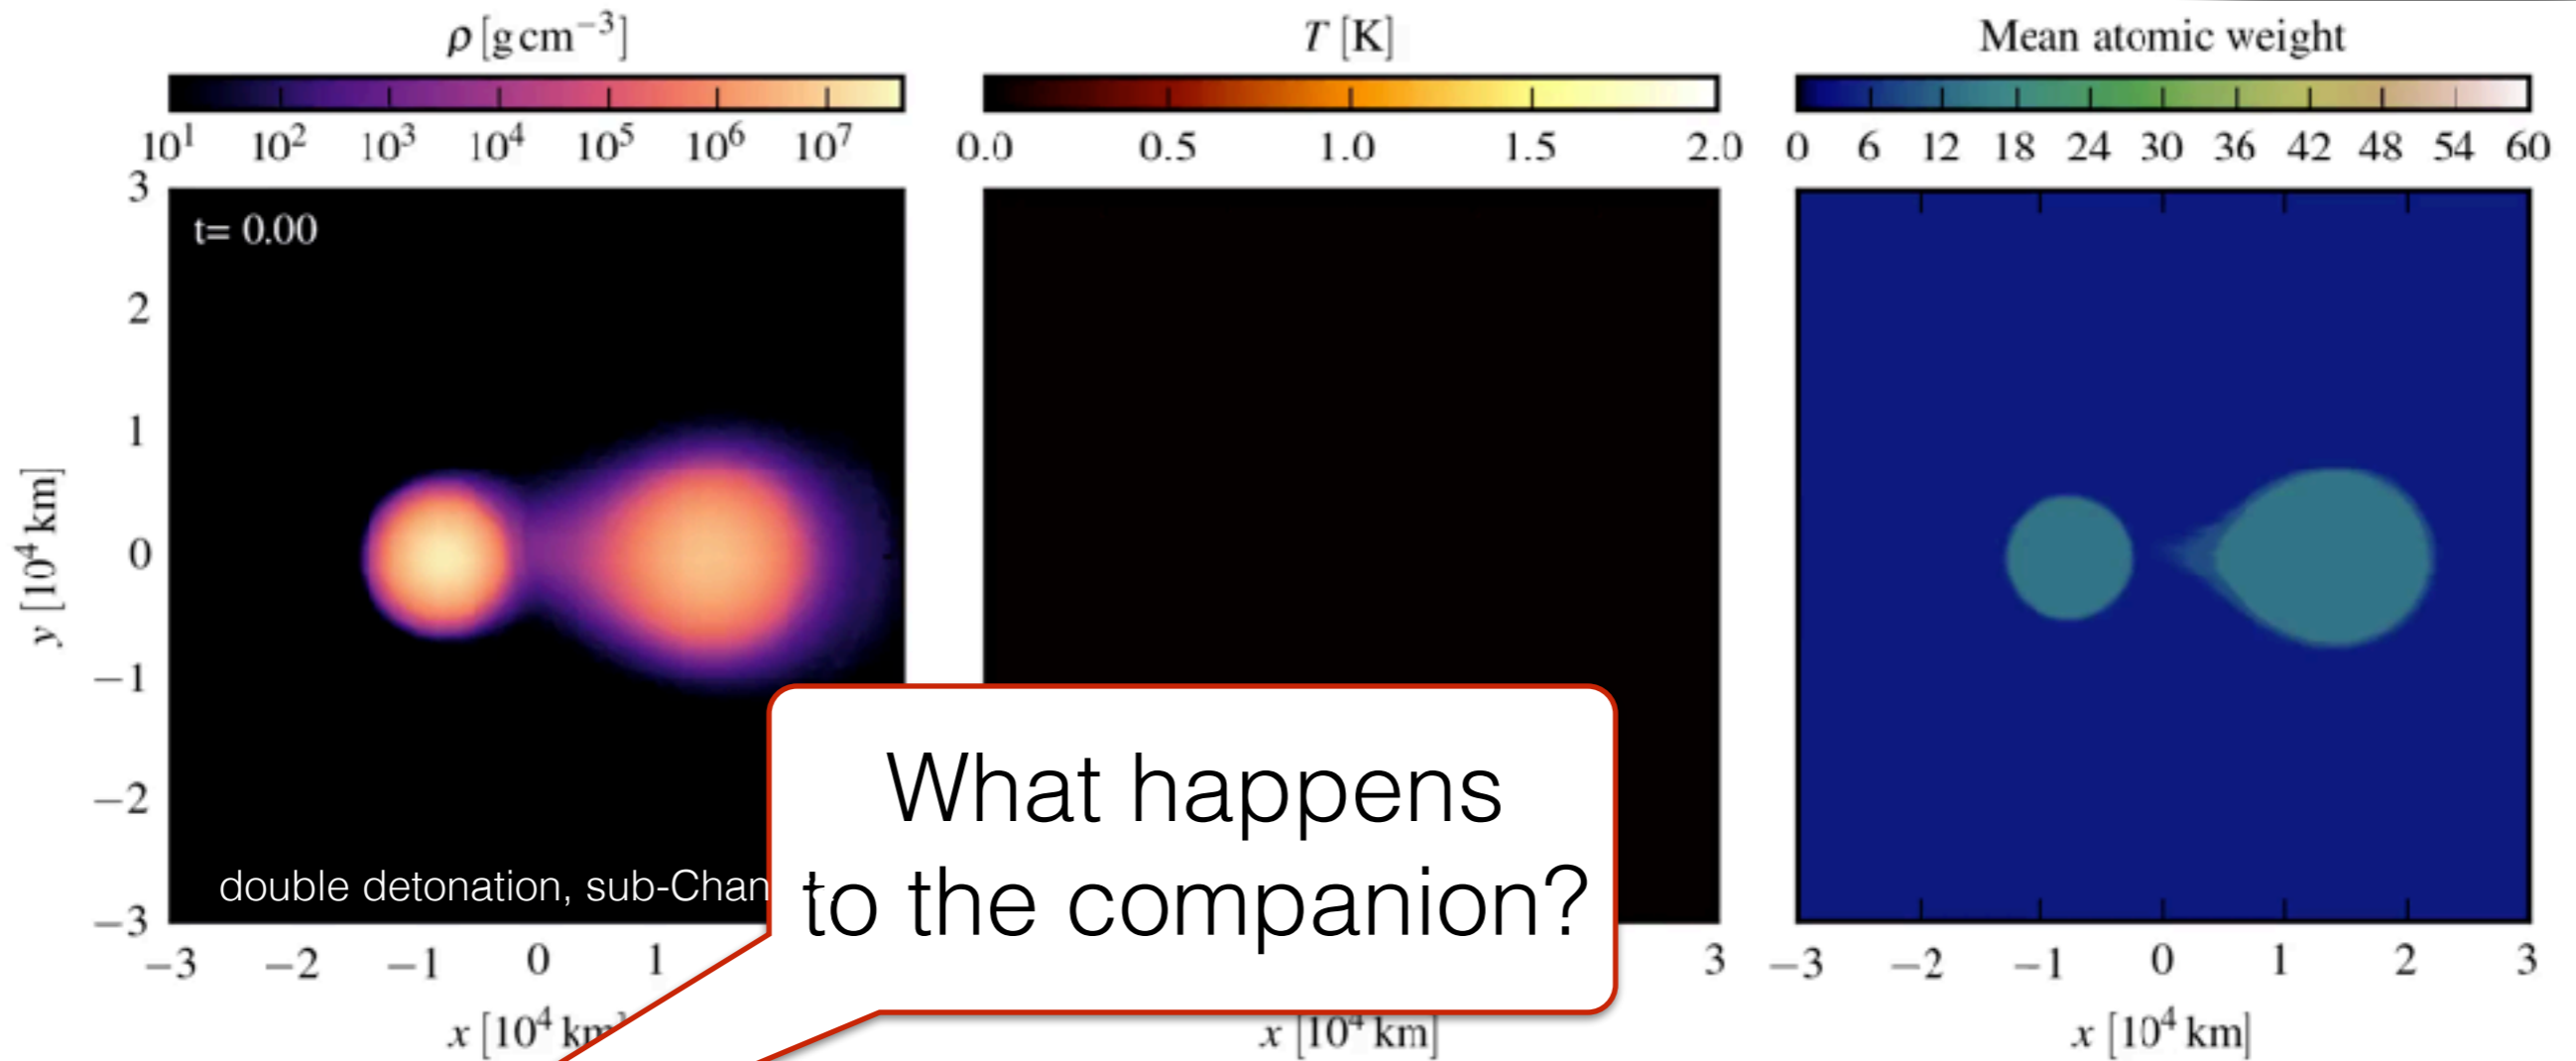 ρ [g cm⁻³]
T [K]
Mean atomic weight
10¹ 10² 10³ 10⁴ 10⁵ 10⁶ 10⁷
0.0 0.5 1.0 1.5 2.0
0 6 12 18 24 30 36 42 48 54 60
3
t= 0.00
2
1
0
−1
−2
−3
y [10⁴ km]
double detonation, sub-Chan
What happens
to the companion?
−3 −2 −1 0 1
3
−3 −2 −1 0 1 2 3
x [10⁴ km]
x [10⁴ km]
x [10⁴ km]